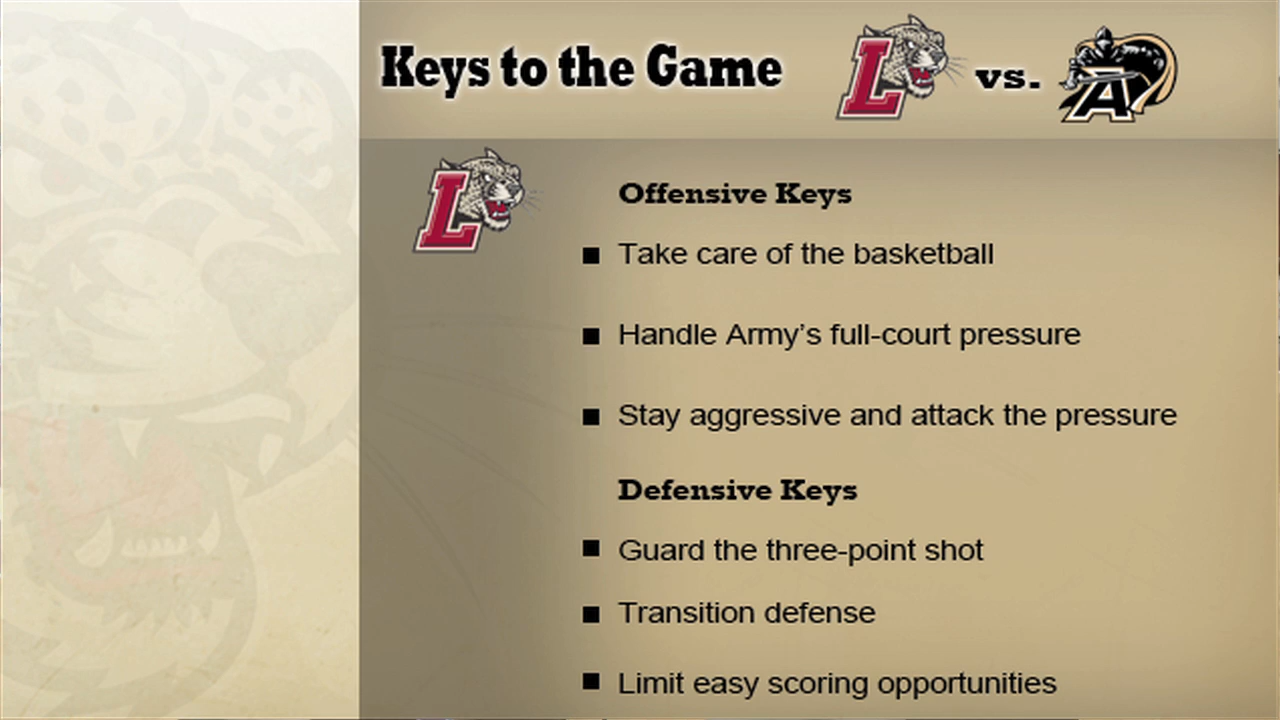 Keys to the Game
L vs. A
L
Offensive Keys
Take care of the basketball
Handle Army’s full-court pressure
Stay aggressive and attack the pressure
Defensive Keys
Guard the three-point shot
Transition defense
Limit easy scoring opportunities